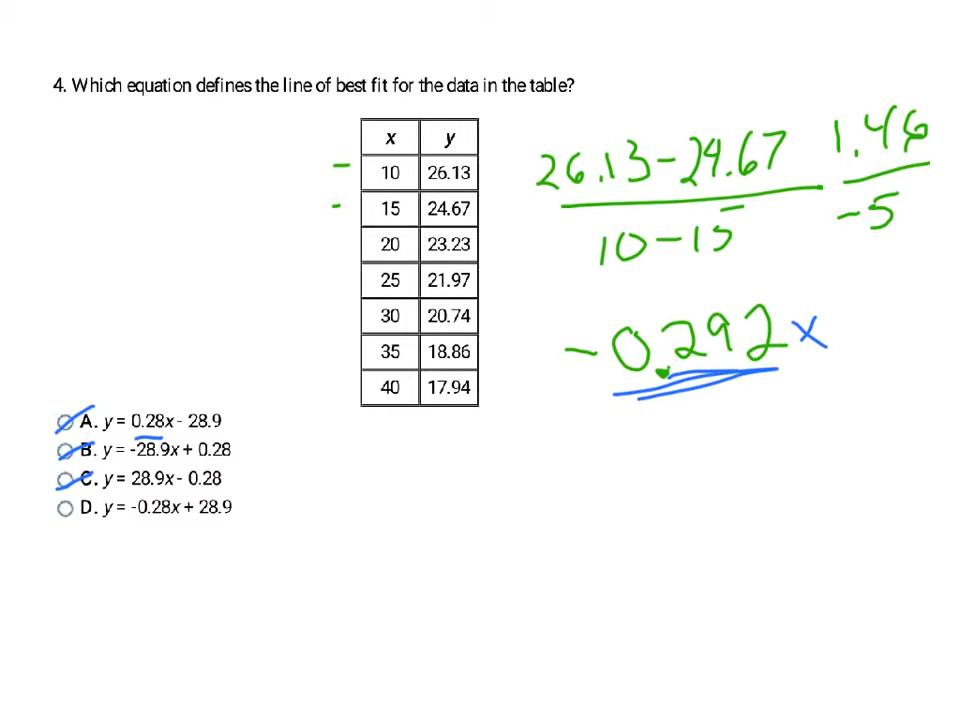 4. Which equation defines the line of best fit for the data in the table?
x y
10 26.13
15 24.67
20 23.23
25 21.97
30 20.74
35 18.86
40 17.94
26.13-24.67
10-15
1.46
-5
-0.292x
A. y = 0.28x - 28.9
B. y = -28.9x + 0.28
C. y = 28.9x - 0.28
D. y = -0.28x + 28.9